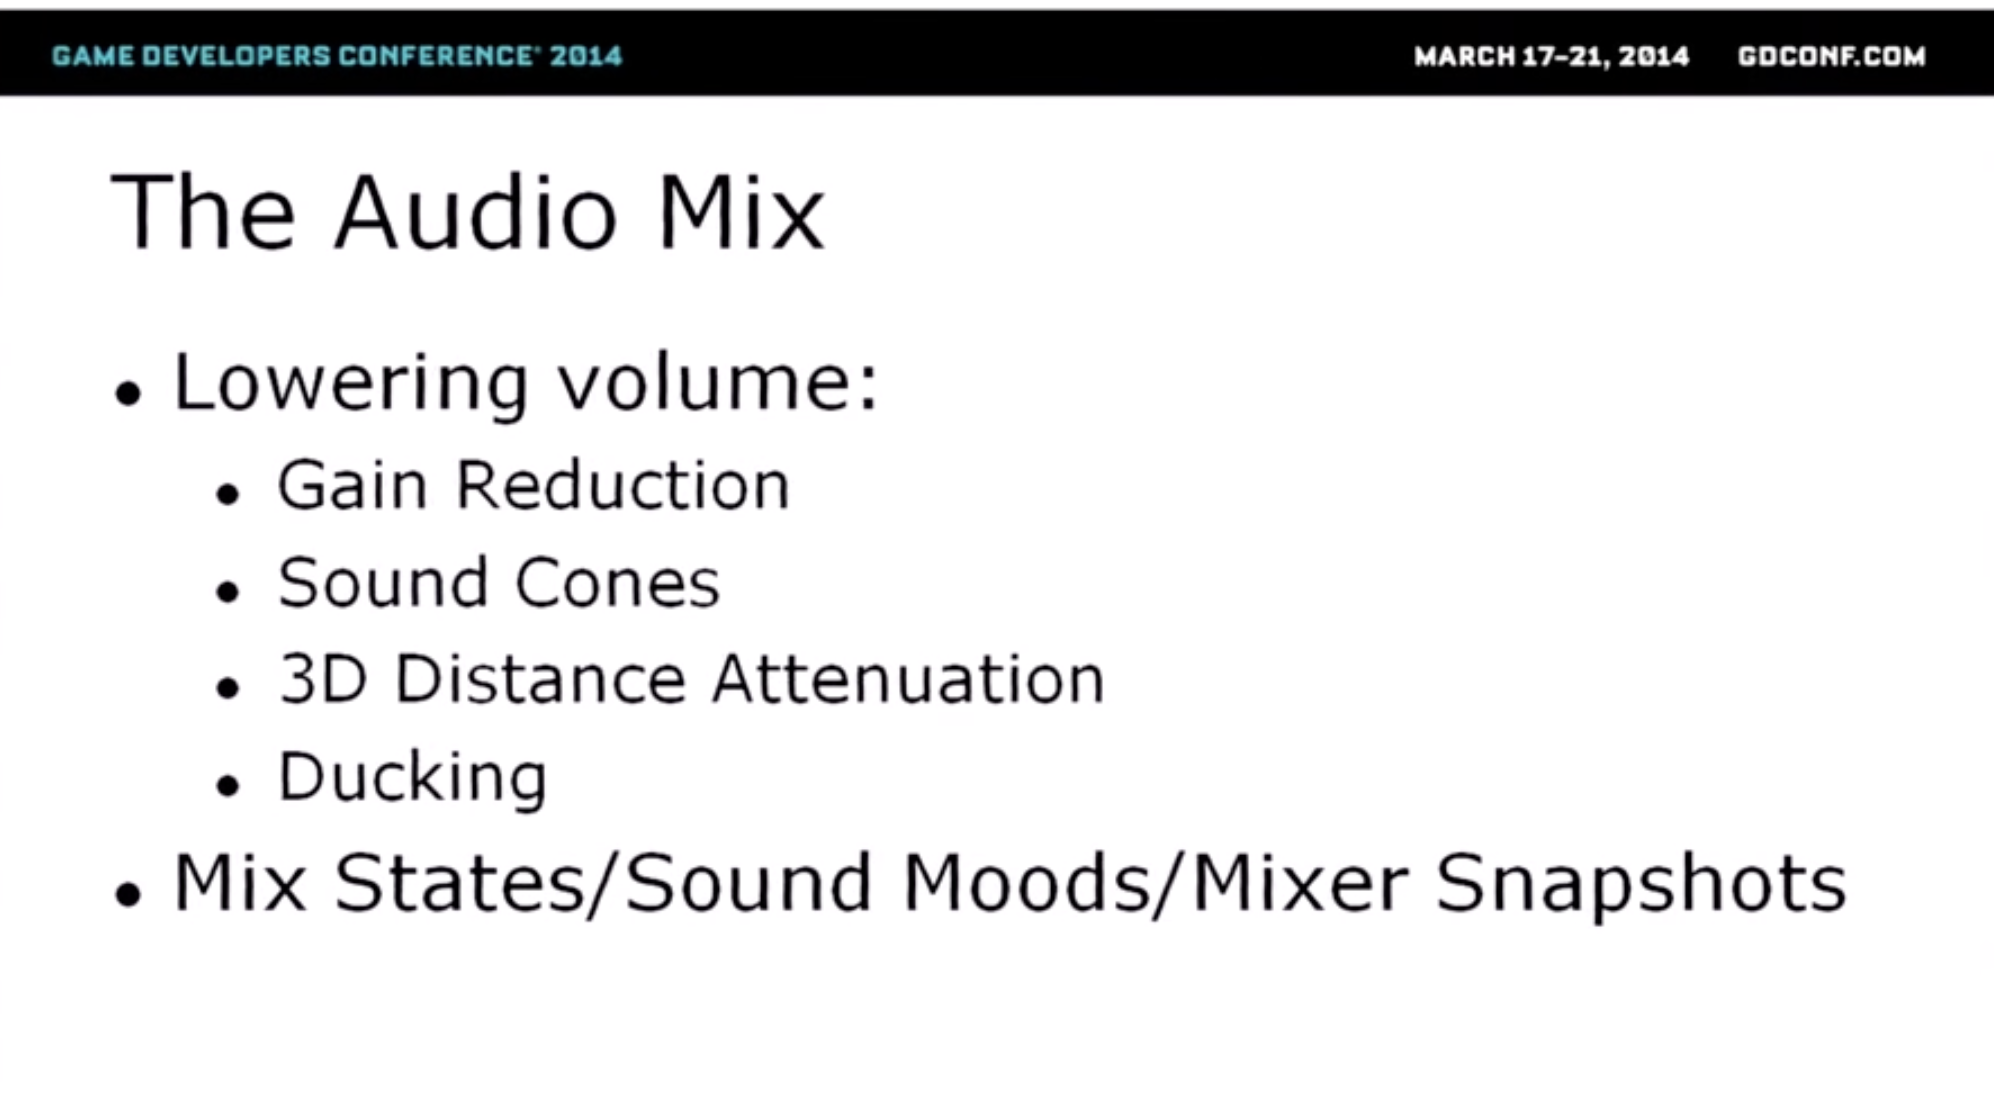 GAME DEVELOPERS CONFERENCE® 2014
MARCH 17–21, 2014 GDCONF.COM
The Audio Mix
• Lowering volume:
• Gain Reduction
• Sound Cones
• 3D Distance Attenuation
• Ducking
• Mix States/Sound Moods/Mixer Snapshots